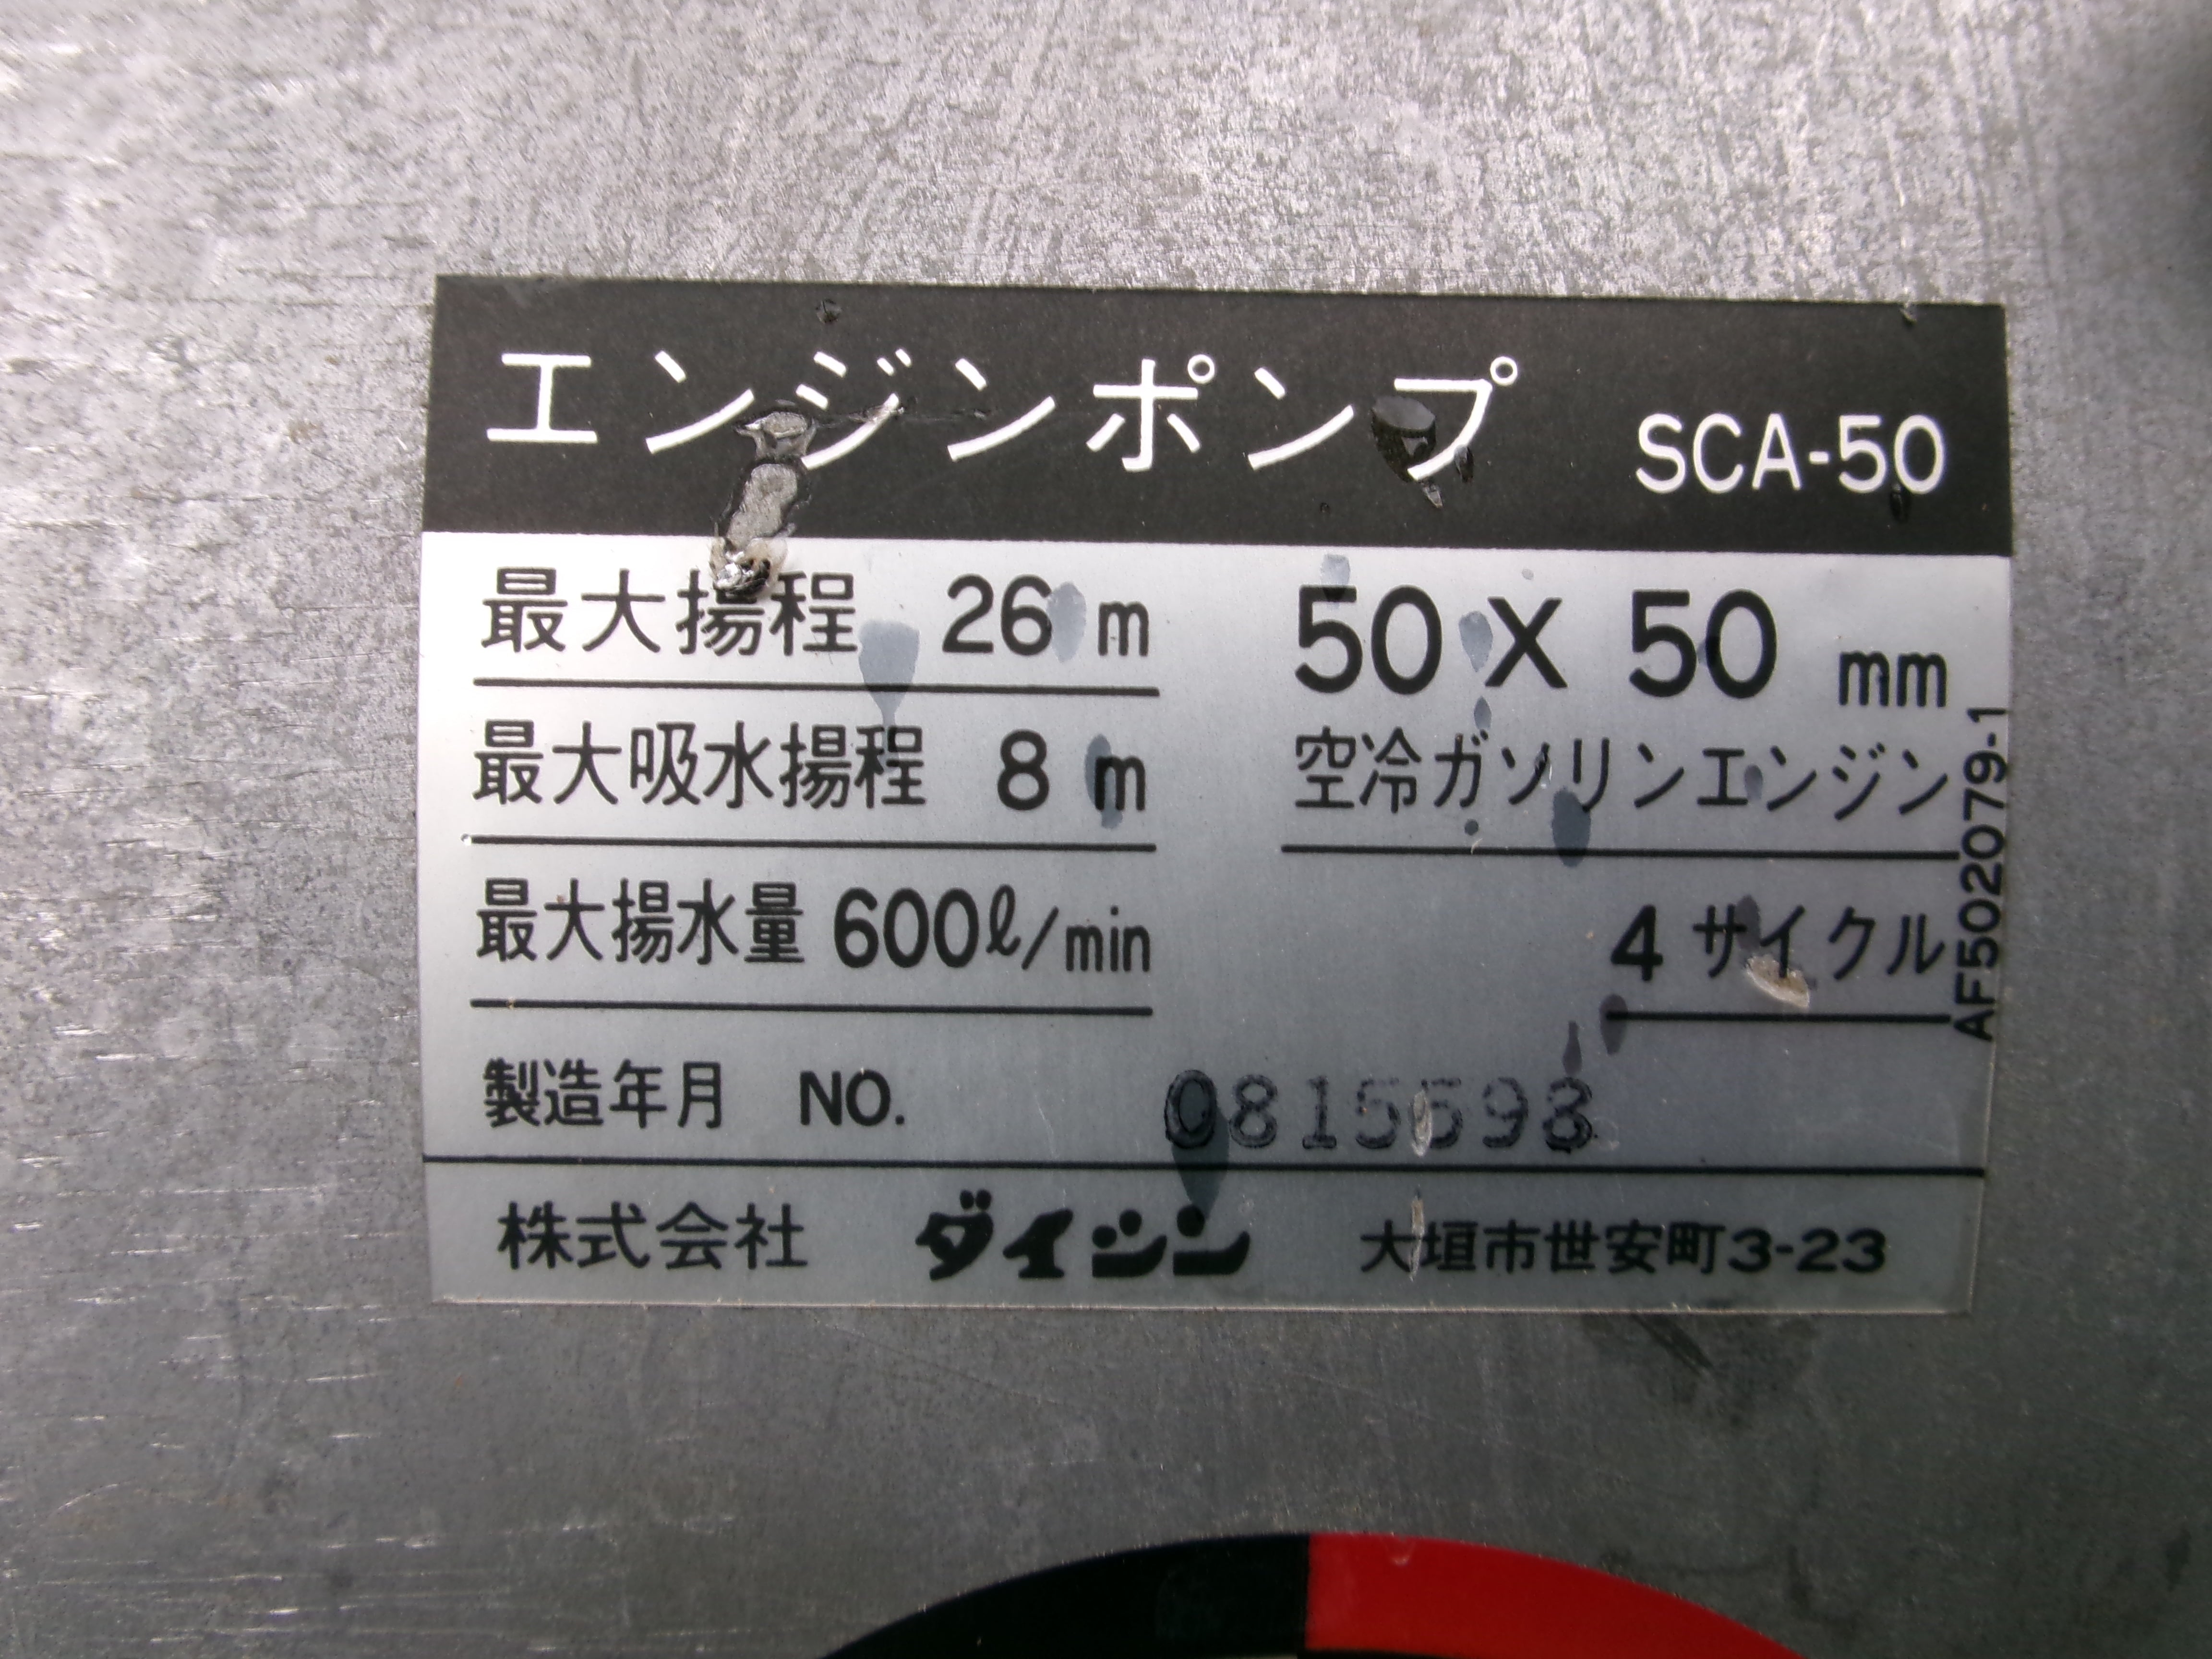 エンジンポンプ SCA-50
最大揚程 26 m
最大吸水揚程 8 m
最大揚水量 600ℓ/min
50 X 50 mm
空冷ガソリンエンジン
4 サイクル
AF502079-1
製造年月 NO.
株式会社 ダイシン 大垣市世安町3-23